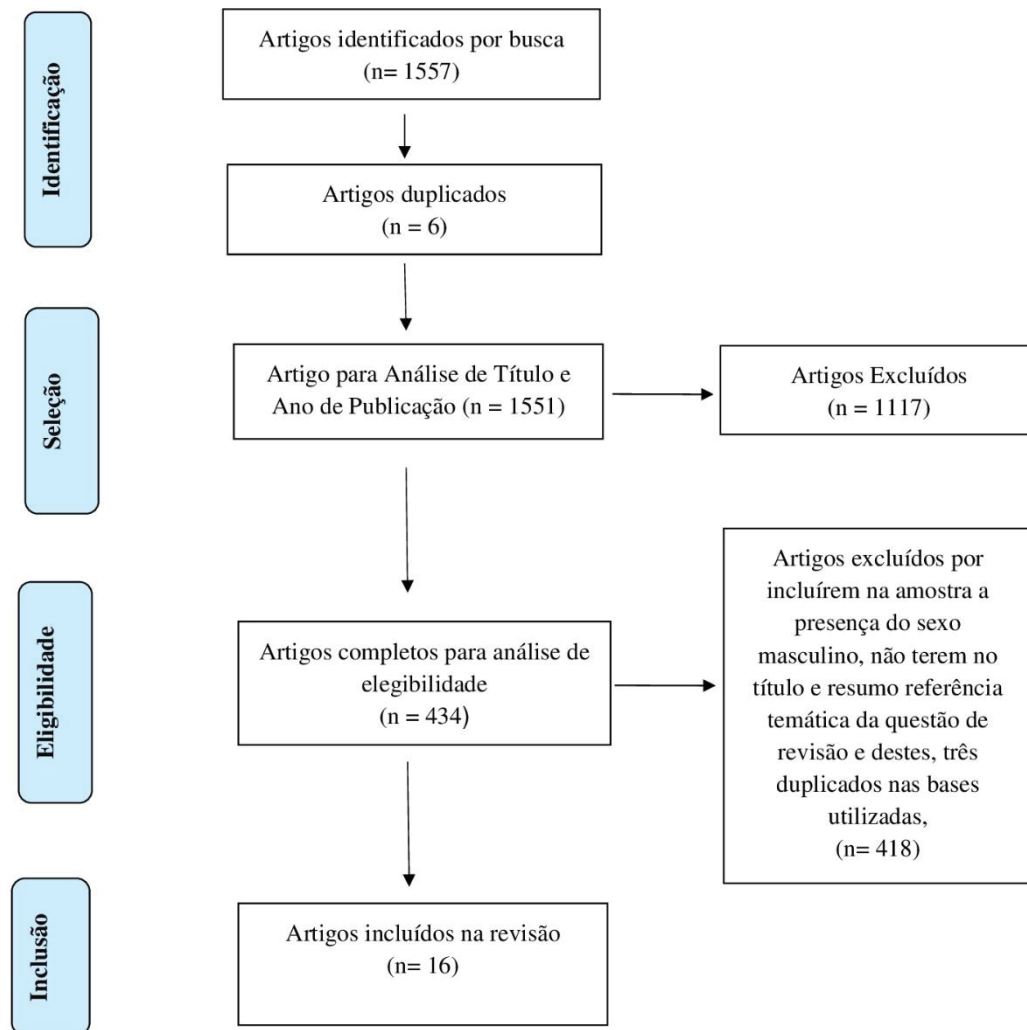 Identificação
Artigos identificados por busca
(n= 1557)
Artigos duplicados
(n = 6)
Seleção
Artigo para Análise de Título e
Ano de Publicação (n = 1551)
Artigos Excluídos
(n = 1117)
Eligibilidade
Artigos completos para análise de
elegibilidade
(n = 434)
Artigos excluídos por
incluírem na amostra a
presença do sexo
masculino, não terem no
título e resumo referência
temática da questão de
revisão e destes, três
duplicados nas bases
utilizadas,
(n= 418)
Inclusão
Artigos incluídos na revisão
(n= 16)